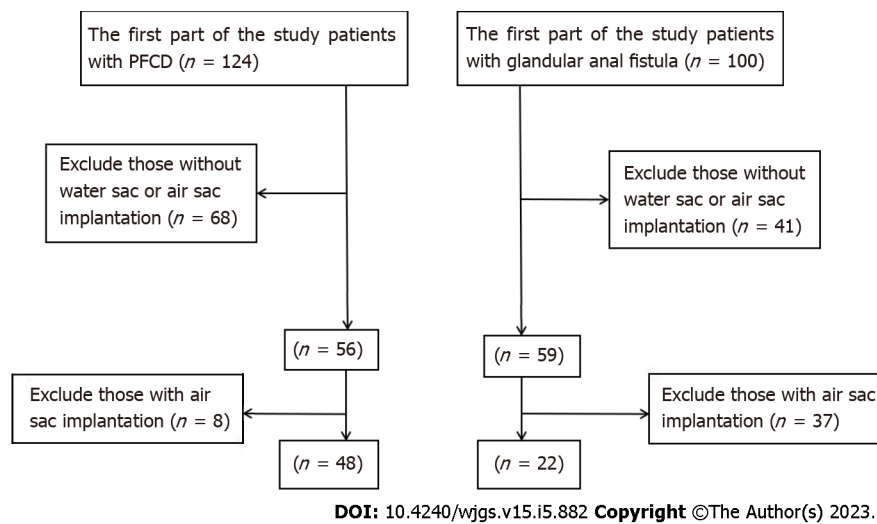 The first part of the study patients
with PFCD (n = 124)
The first part of the study patients
with glandular anal fistula (n = 100)
Exclude those without
water sac or air sac
implantation (n = 68)
Exclude those without
water sac or air sac
implantation (n = 41)
(n = 56)
(n = 59)
Exclude those with air
sac implantation (n = 8)
Exclude those with air sac
implantation (n = 37)
(n = 48)
(n = 22)
DOI: 10.4240/wjgs.v15.i5.882 Copyright ©The Author(s) 2023.